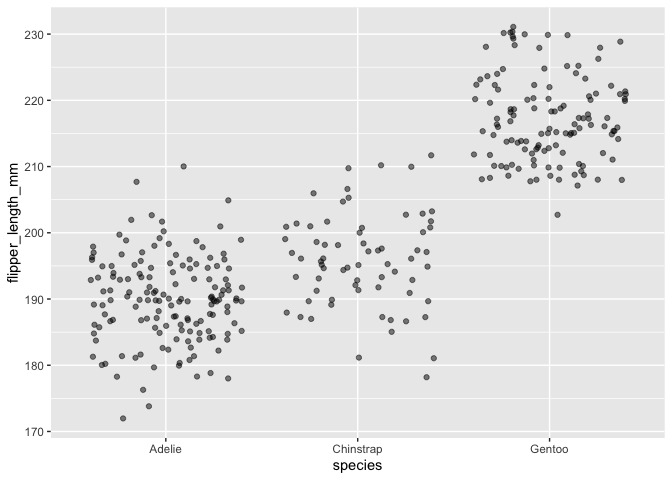 230
220
210
200
190
180
170
flipper_length_mm
Adelie
Chinstrap
Gentoo
species